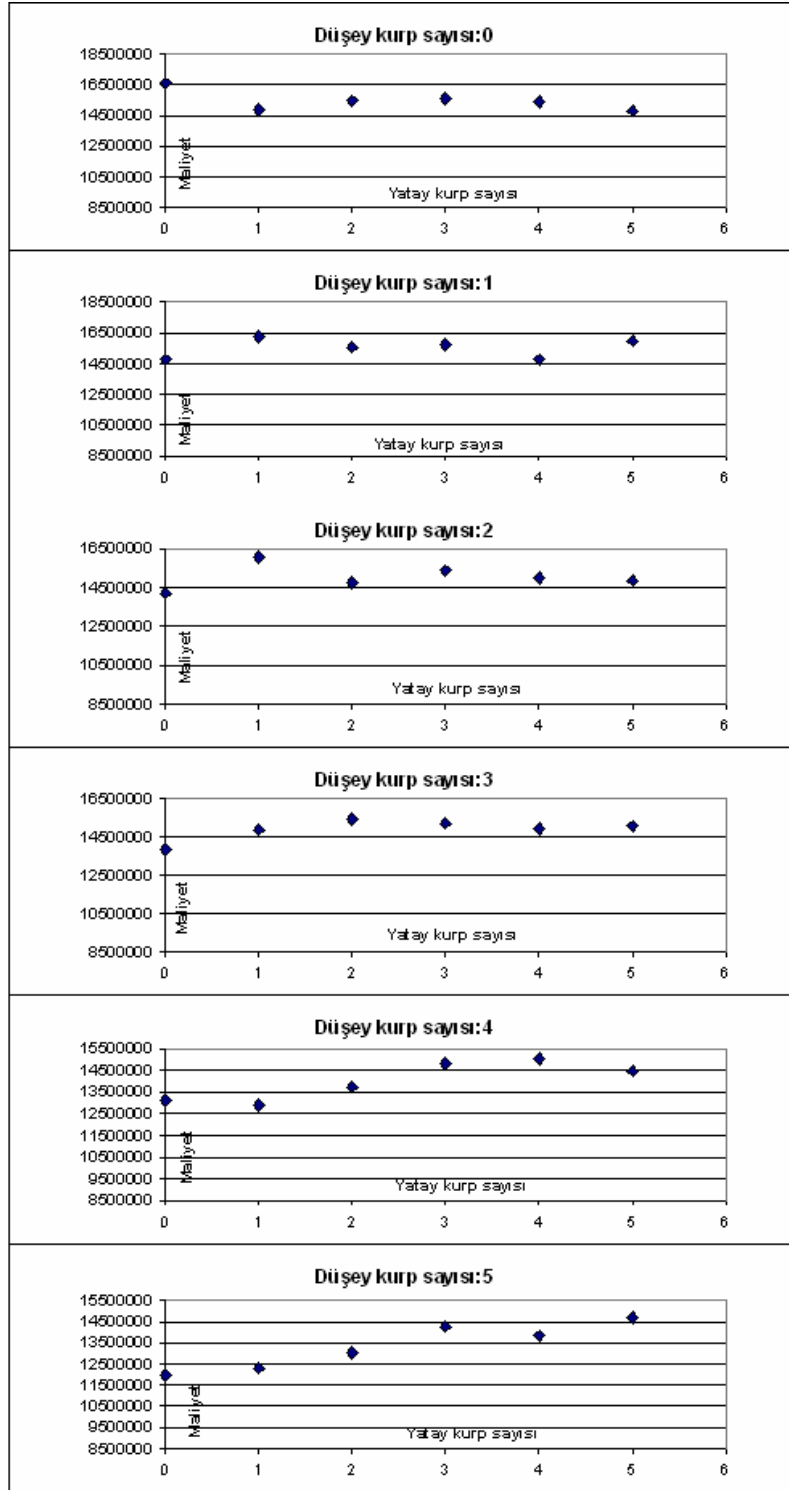 Düşey kurp sayısı:0
18500000
16500000
14500000
12500000
10500000
8500000
Maliyet
Yatay kurp sayısı
0 1 2 3 4 5 6
Düşey kurp sayısı:1
18500000
16500000
14500000
12500000
10500000
8500000
Maliyet
Yatay kurp sayısı
0 1 2 3 4 5 6
Düşey kurp sayısı:2
16500000
14500000
12500000
10500000
8500000
Maliyet
Yatay kurp sayısı
0 1 2 3 4 5 6
Düşey kurp sayısı:3
16500000
14500000
12500000
10500000
8500000
Maliyet
Yatay kurp sayısı
0 1 2 3 4 5 6
Düşey kurp sayısı:4
15500000
14500000
13500000
12500000
11500000
10500000
9500000
8500000
Maliyet
Yatay kurp sayısı
0 1 2 3 4 5 6
Düşey kurp sayısı:5
15500000
14500000
13500000
12500000
11500000
10500000
9500000
8500000
Maliyet
Yatay kurp sayısı
0 1 2 3 4 5 6